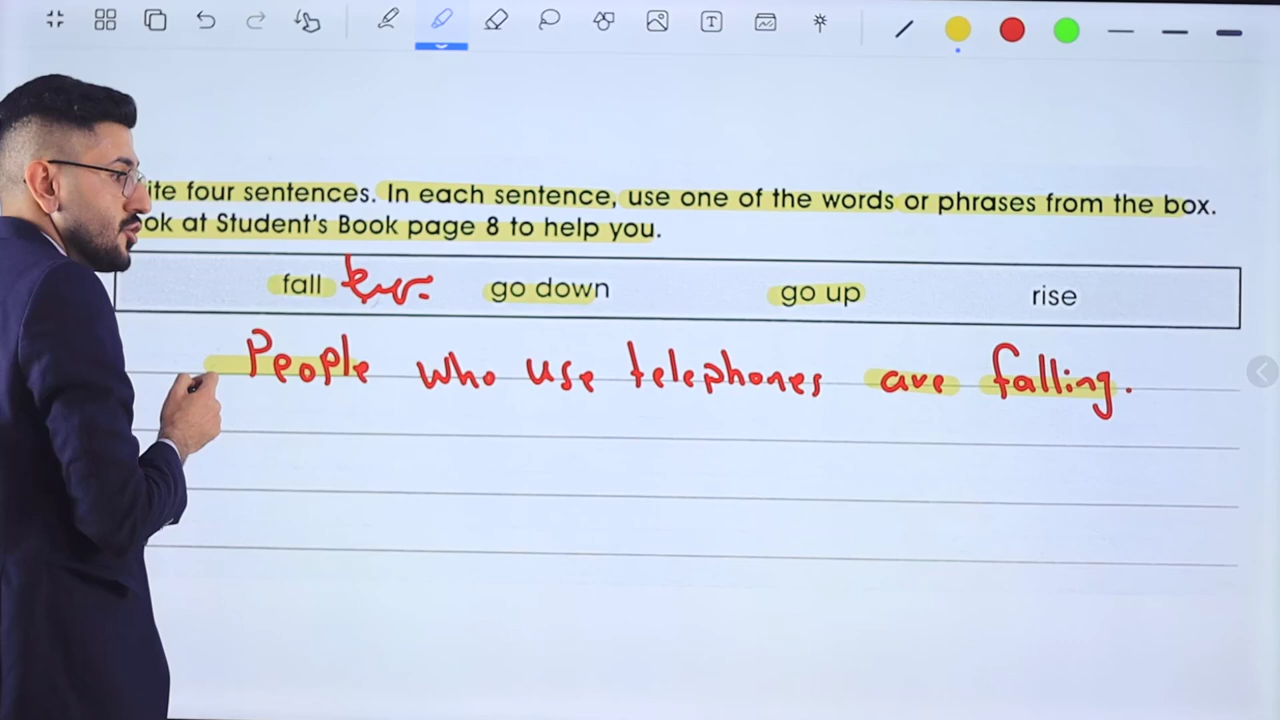 ite four sentences. In each sentence, use one of the words or phrases from the box.
ok at Student's Book page 8 to help you.
fall go down go up rise
People who use telephones are falling.